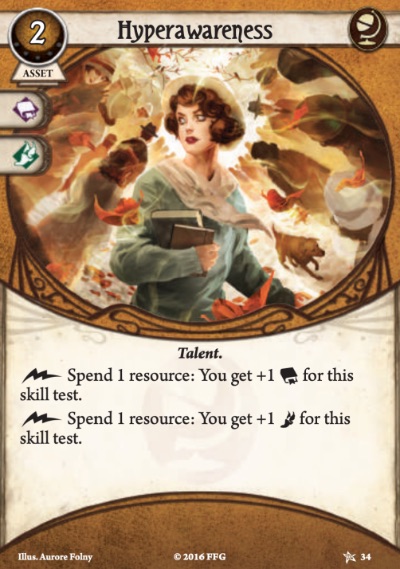 2
Hyperawareness
ASSET
Talent.
Spend 1 resource: You get +1 for this
skill test.
Spend 1 resource: You get +1 for this
skill test.
Illus. Aurore Folny
© 2016 FFG
34